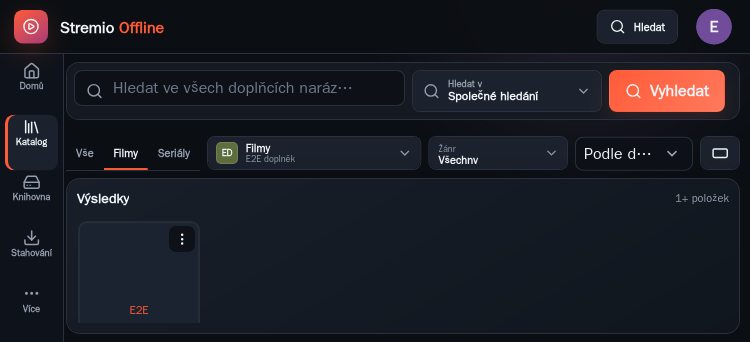 Stremio Offline
Hledat
E
Domů
Katalog
Knihovna
Stahování
Více
Hledat ve všech doplňcích naráz···
Hledat v
Společné hledání
Vyhledat
Vše
Filmy
Seriály
ED
Filmy
E2E doplněk
Žánr
Všechny
Podle d···
Výsledky
1+ položek
E2E